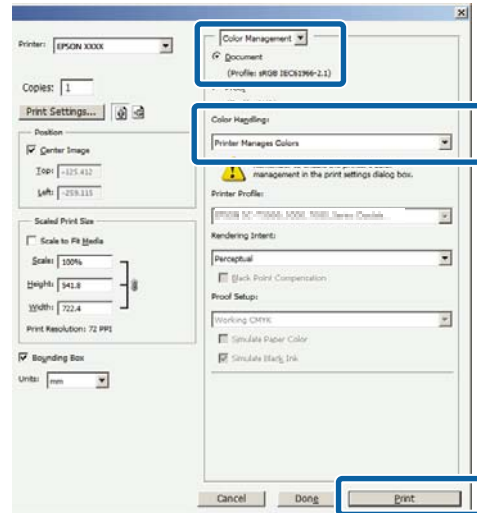 Printer:
EPSON XXXX
Copies:
1
Print Settings...
Position
Center Image
Top:
-125.412
Left:
-259.115
Scaled Print Size
Scale to Fit Media
Scale:
100%
Height:
541.8
Width:
722.4
Print Resolution: 72 PPI
Bounding Box
Units:
mm
Color Management
Document
(Profile: sRGB IEC61966-2.1)
Color Handling:
Printer Manages Colors
management in the print settings dialog box.
Printer Profile:
Rendering Intent:
Perceptual
Black Point Compensation
Proof Setup:
Working CMYK
Simulate Paper Color
Simulate Black Ink
Cancel
Done
Print